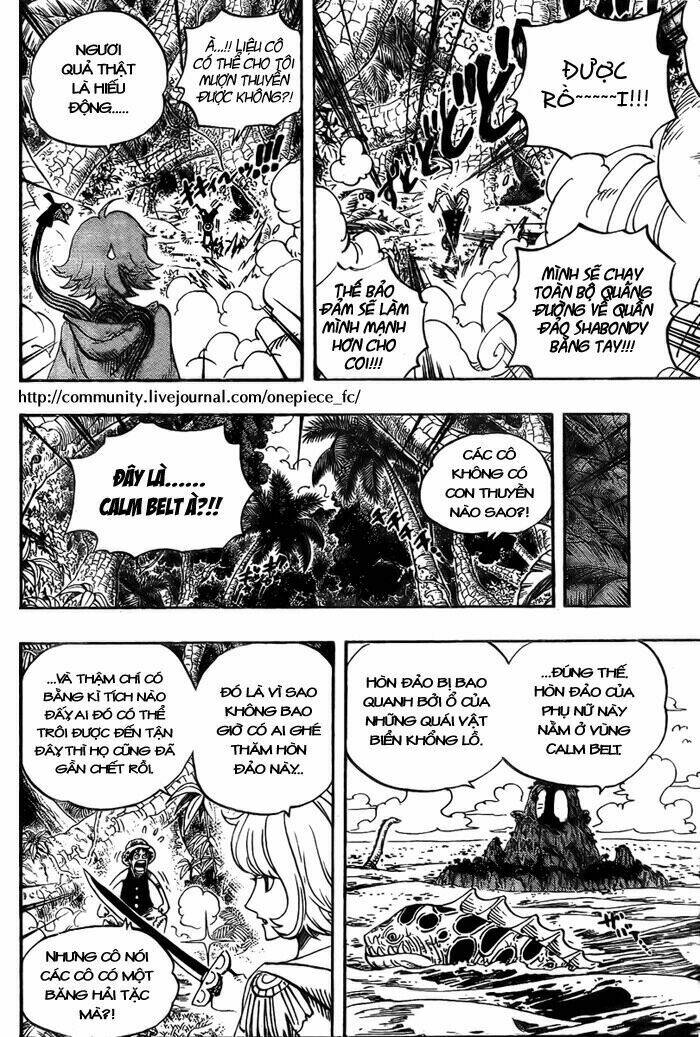 ĐƯỢC
RỒ~~~~~I!!!
MÌNH SẼ CHẠY
TOÀN BỘ QUÃNG
ĐƯỜNG VỀ QUẦN
ĐẢO SHABONDY
BẰNG TAY!!!
THẾ BẢO
ĐẢM SẼ LÀM
MÌNH MẠNH
HƠN CHO
COI!!!
À...!! LIỆU CÔ
CÓ THỂ CHO TÔI
MƯỢN THUYỀN
ĐƯỢC KHÔNG?!
NGƯƠI
QUẢ THẬT
LÀ HIẾU
ĐỘNG.....
http://community.livejournal.com/onepiece_fc/
CÁC CÔ
KHÔNG CÓ
CON THUYỀN
NÀO SAO?!
ĐÂY LÀ......
CALM BELT À?!!
...ĐÚNG THẾ,
HÒN ĐẢO CỦA
PHỤ NỮ NÀY
NẰM Ở VÙNG
CALM BELT.
HÒN ĐẢO BỊ BAO
QUANH BỞI Ổ CỦA
NHỮNG QUÁI VẬT
BIỂN KHỔNG LỒ.
ĐÓ LÀ VÌ SAO
KHÔNG BAO
GIỜ CÓ AI GHÉ
THĂM HÒN
ĐẢO NÀY..
...VÀ THẬM CHÍ CÓ
BẰNG KÌ TÍCH NÀO
ĐẤY, AI ĐÓ CÓ THỂ
TRÔI ĐƯỢC ĐẾN TẬN
ĐÂY THÌ HỌ CŨNG ĐÃ
GẦN CHẾT RỒI.
NHƯNG CÔ NÓI
CÁC CÔ CÓ MỘT
BĂNG HẢI TẶC
MÀ?!